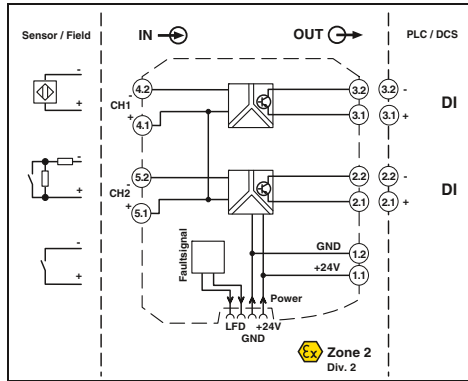 Sensor / Field
IN
OUT
PLC / DCS
-
+
CH1
-
+
4.2
4.1
3.2
3.1
3.2 -
3.1 +
DI
-
+
CH2
-
+
5.2
5.1
2.2
2.1
2.2 -
2.1 +
DI
-
+
Faultsignal
GND
1.2
+24V
1.1
Power
LFD
GND
+24V
Ex
Zone 2
Div. 2